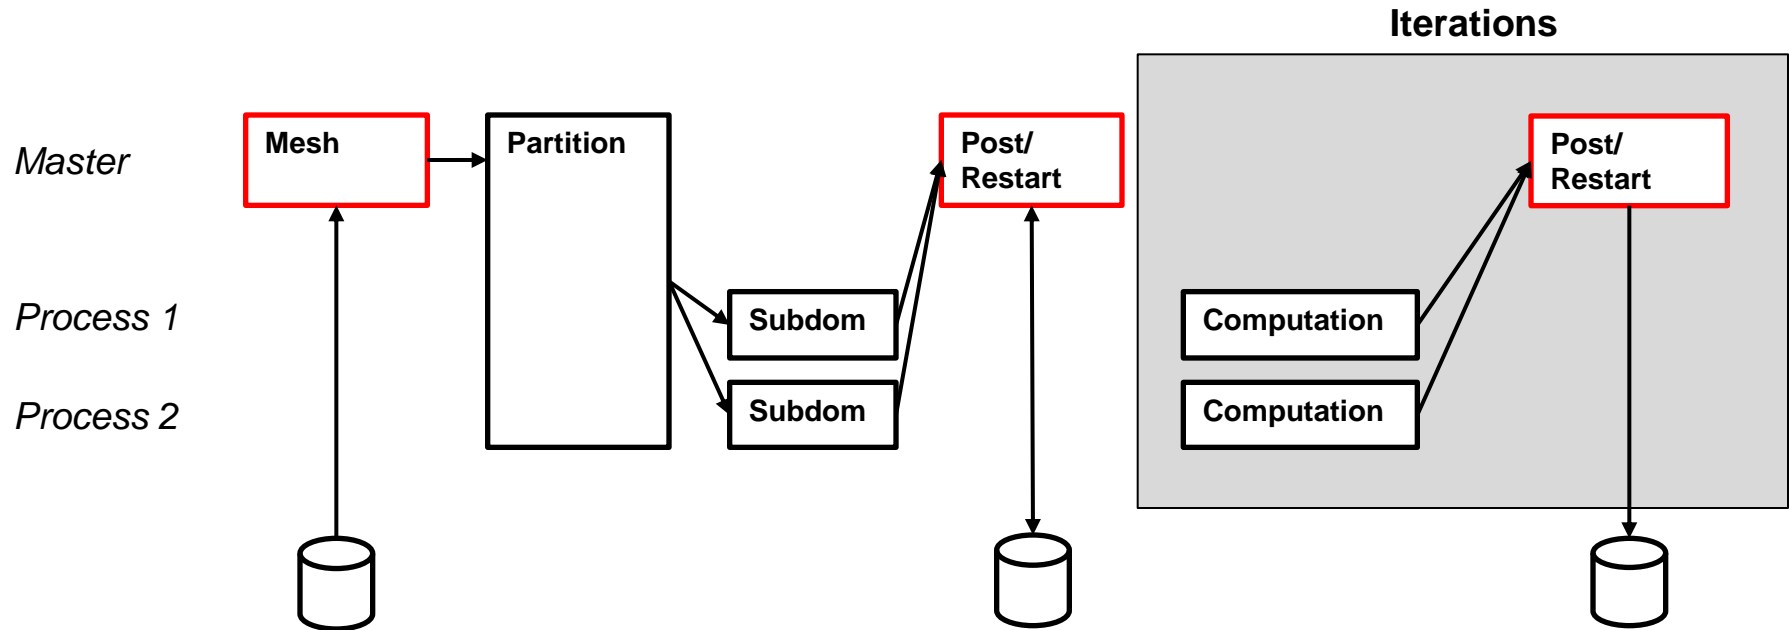 Iterations
Master
Mesh
Partition
Post/
Restart
Post/
Restart
Process 1
Subdom
Computation
Process 2
Subdom
Computation